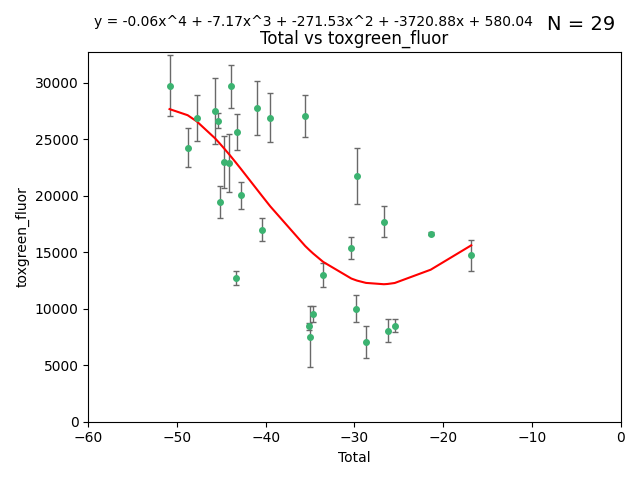 y = -0.06x^4 + -7.17x^3 + -271.53x^2 + -3720.88x + 580.04
N = 29
Total vs toxgreen_fluor
30000
25000
20000
15000
10000
5000
0
toxgreen_fluor
−60
−50
−40
−30
−20
−10
0
Total